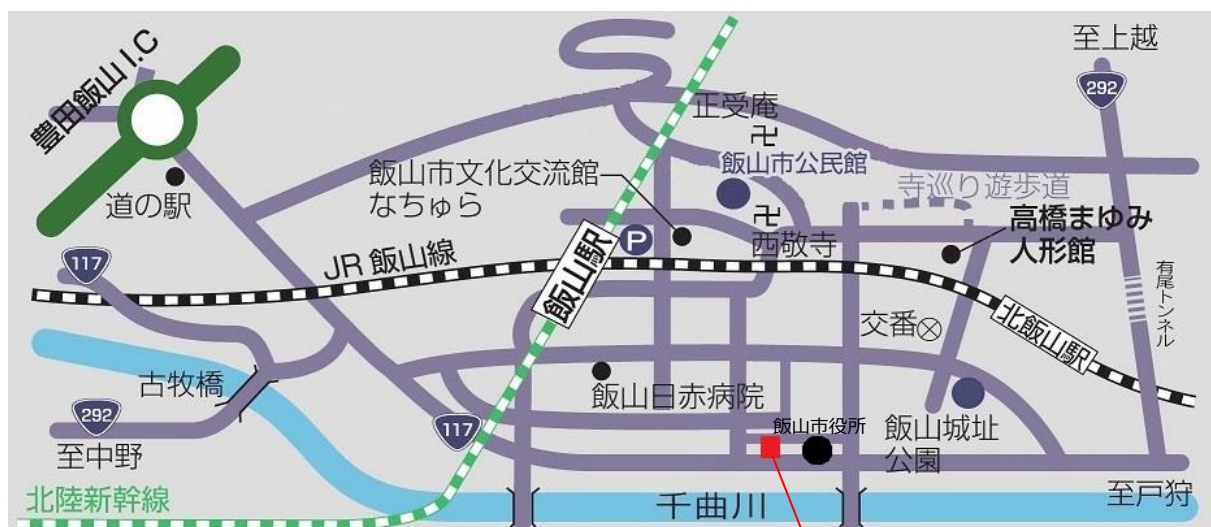 至上越
292
豊田飯山I.C
正受庵
飯山市公民館
飯山市文化交流館
なちゅら
道の駅
寺巡り遊歩道
高橋まゆみ
人形館
P
西敬寺
117
JR飯山線
飯山駅
有尾トンネル
北飯山駅
交番
古牧橋
飯山日赤病院
292
117
飯山市役所
飯山城址
公園
至中野
至戸狩
北陸新幹線
千曲川